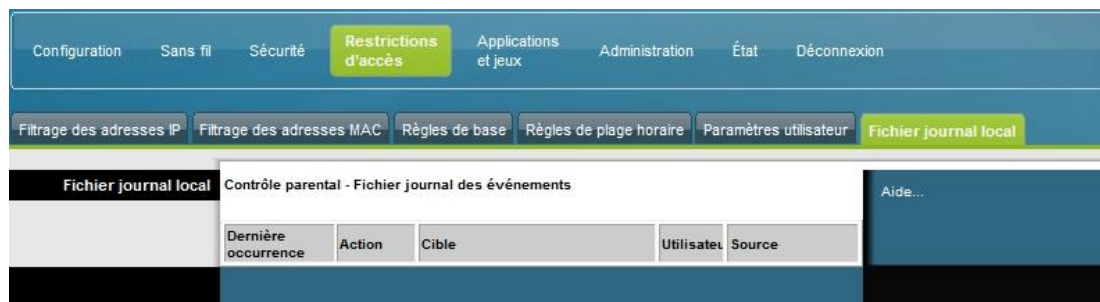 Configuration Sans fil Sécurité Restrictions d'accès Applications et jeux Administration État Déconnexion
Filtrage des adresses IP Filtrage des adresses MAC Règles de base Règles de plage horaire Paramètres utilisateur Fichier journal local
Fichier journal local Contrôle parental - Fichier journal des événements Aide...
Dernière occurrence Action Cible Utilisateu Source